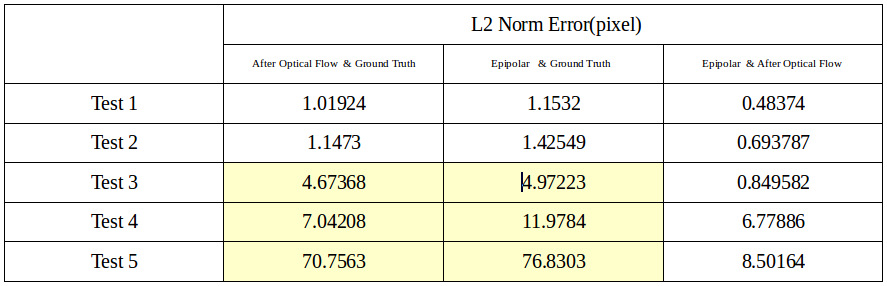 L2 Norm Error(pixel)
After Optical Flow & Ground Truth Epipolar & Ground Truth Epipolar & After Optical Flow
Test 1 1.01924 1.1532 0.48374
Test 2 1.1473 1.42549 0.693787
Test 3 4.67368 4.97223 0.849582
Test 4 7.04208 11.9784 6.77886
Test 5 70.7563 76.8303 8.50164